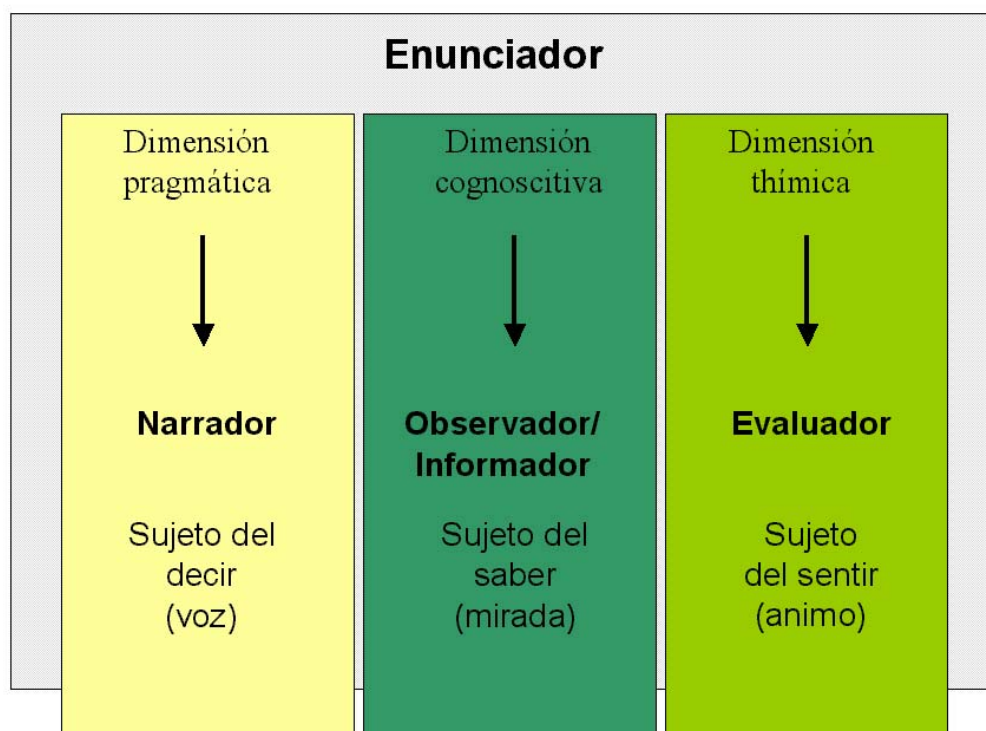 Enunciador
Dimensión
pragmática
Narrador
Sujeto del
decir
(voz)
Dimensión
cognoscitiva
Observador/
Informador
Sujeto del
saber
(mirada)
Dimensión
thímica
Evaluador
Sujeto
del sentir
(animo)